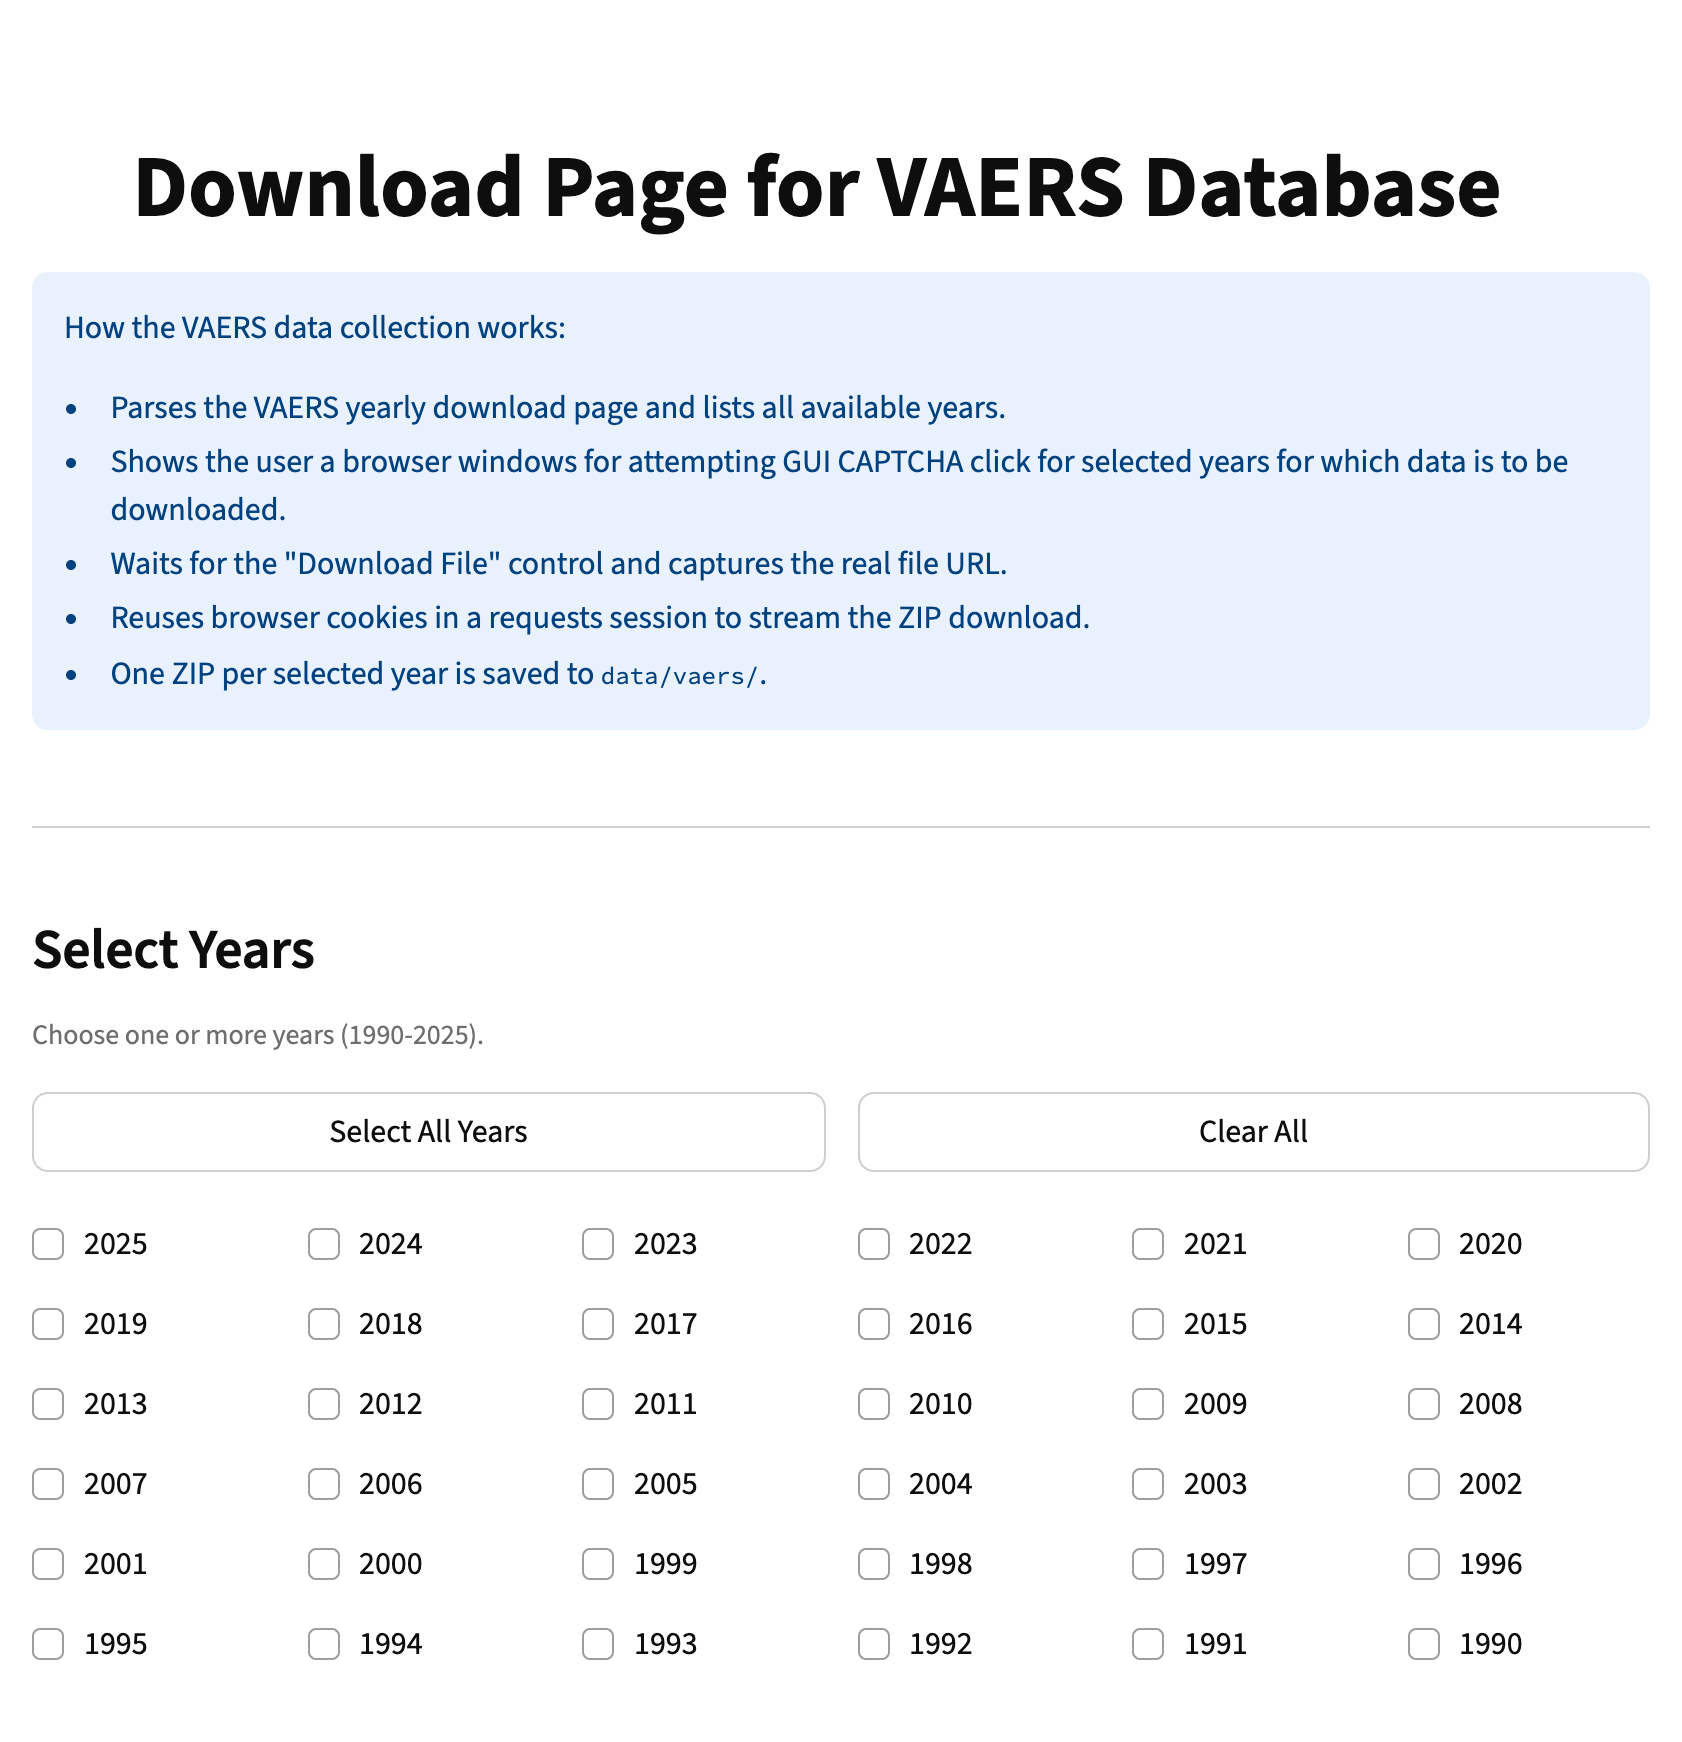 Download Page for VAERS Database
How the VAERS data collection works:
• Parses the VAERS yearly download page and lists all available years.
• Shows the user a browser windows for attempting GUI CAPTCHA click for selected years for which data is to be
downloaded.
• Waits for the "Download File" control and captures the real file URL.
• Reuses browser cookies in a requests session to stream the ZIP download.
• One ZIP per selected year is saved to data/vaers/.
Select Years
Choose one or more years (1990-2025).
Select All Years Clear All
2025 2024 2023 2022 2021 2020
2019 2018 2017 2016 2015 2014
2013 2012 2011 2010 2009 2008
2007 2006 2005 2004 2003 2002
2001 2000 1999 1998 1997 1996
1995 1994 1993 1992 1991 1990